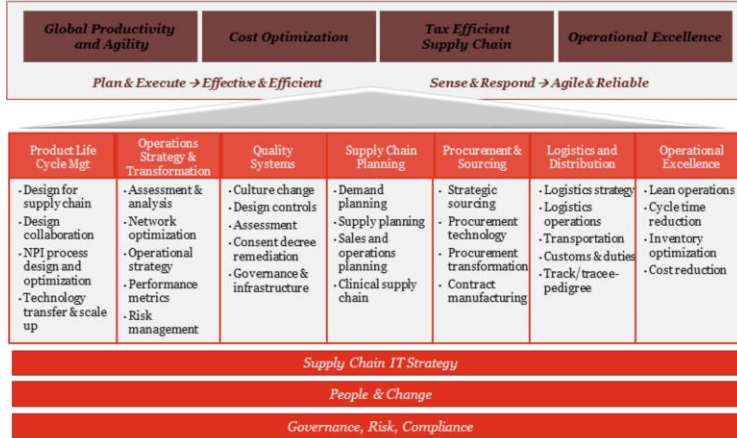 Global Productivity
and Agility
Cost Optimization
Tax Efficient
Supply Chain
Operational Excellence
Plan & Execute → Effective & Efficient
Sense & Respond → Agile & Reliable
Product Life
Cycle Mgt
• Design for
supply chain
• Design
collaboration
• NPI process
design and
optimization
• Technology
transfer & scale
up
Operations
Strategy &
Transformation
• Assessment &
analysis
• Network
optimization
• Operational
strategy
• Performance
metrics
• Risk
management
Quality
Systems
• Culture change
• Design controls
• Assessment
• Consent decree
remediation
• Governance &
infrastructure
Supply Chain
Planning
• Demand
planning
• Supply planning
• Sales and
operations
planning
• Clinical supply
chain
Procurement &
Sourcing
• Strategic
sourcing
• Procurement
technology
• Procurement
transformation
• Contract
manufacturing
Logistics and
Distribution
• Logistics strategy
• Logistics
operations
• Transportation
• Customs & duties
• Track/trace e-
pedigree
Operational
Excellence
• Lean operations
• Cycle time
reduction
• Inventory
optimization
• Cost reduction
Supply Chain IT Strategy
People & Change
Governance, Risk, Compliance